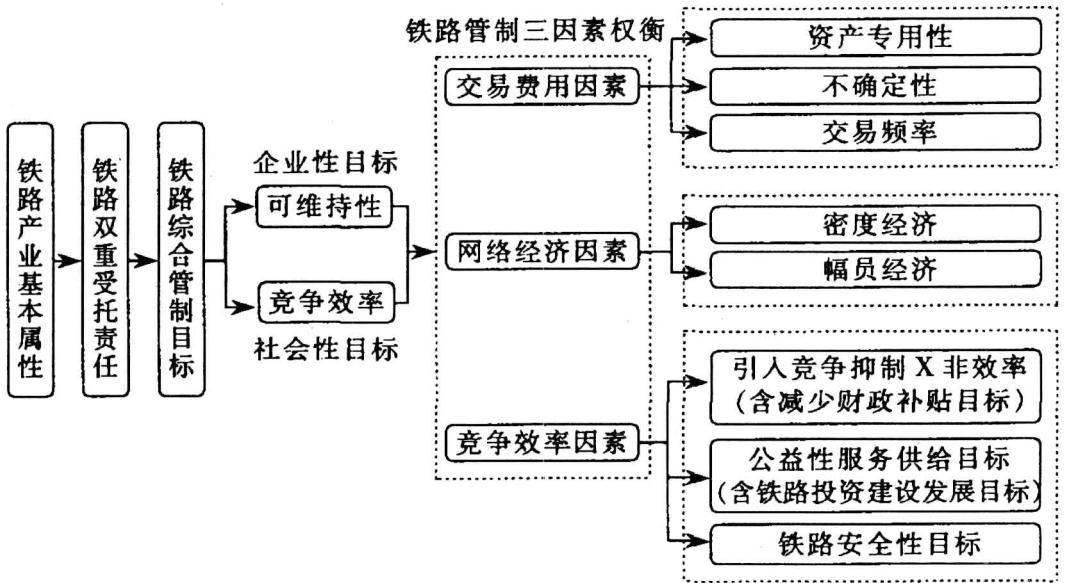 铁路产业基本属性
铁路双重受托责任
铁路综合管制目标
企业性目标
可维持性
竞争效率
社会性目标
铁路管制三因素权衡
交易费用因素
网络经济因素
竞争效率因素
资产专用性
不确定性
交易频率
密度经济
幅员经济
引入竞争抑制X非效率
(含减少财政补贴目标)
公益性服务供给目标
(含铁路投资建设发展目标)
铁路安全性目标